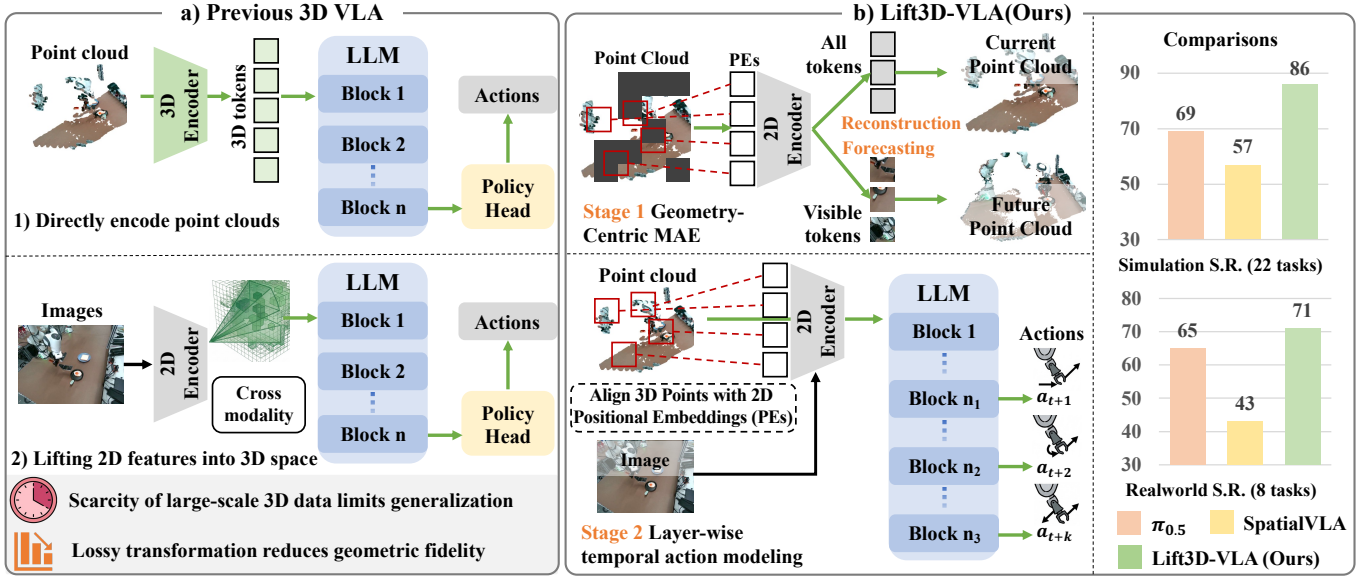 a) Previous 3D VLA
Point cloud
3D
Encoder
3D tokens
LLM
Block 1
Block 2
Block n
Actions
Policy
Head
1) Directly encode point clouds
Images
2D
Encoder
Cross
modality
LLM
Block 1
Block 2
Block n
Actions
Policy
Head
2) Lifting 2D features into 3D space
Scarcity of large-scale 3D data limits generalization
Lossy transformation reduces geometric fidelity
b) Lift3D-VLA(Ours)
Point Cloud
PEs
2D
Encoder
All
tokens
Current
Point Cloud
Reconstruction
Forecasting
Visible
tokens
Future
Point Cloud
Stage 1 Geometry-
Centric MAE
Point cloud
2D
Encoder
Align 3D Points with 2D
Positional Embeddings (PEs)
Image
Stage 2 Layer-wise
temporal action modeling
LLM
Block 1
Block n₁
Block n₂
Block n₃
Actions
a_{t+1}
a_{t+2}
a_{t+k}
Comparisons
90
70
50
30
69
57
86
Simulation S.R. (22 tasks)
80
70
60
50
40
30
65
43
71
Realworld S.R. (8 tasks)
π₀.₅
SpatialVLA
Lift3D-VLA (Ours)